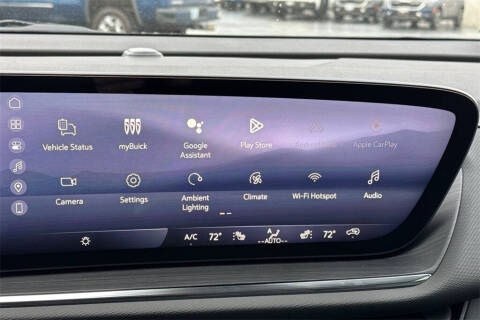 Vehicle Status
myBuick
Google
Assistant
Play Store
Apple CarPlay
Camera
Settings
Ambient
Lighting
Climate
Wi-Fi Hotspot
Audio
A/C 72° AUTO 72°